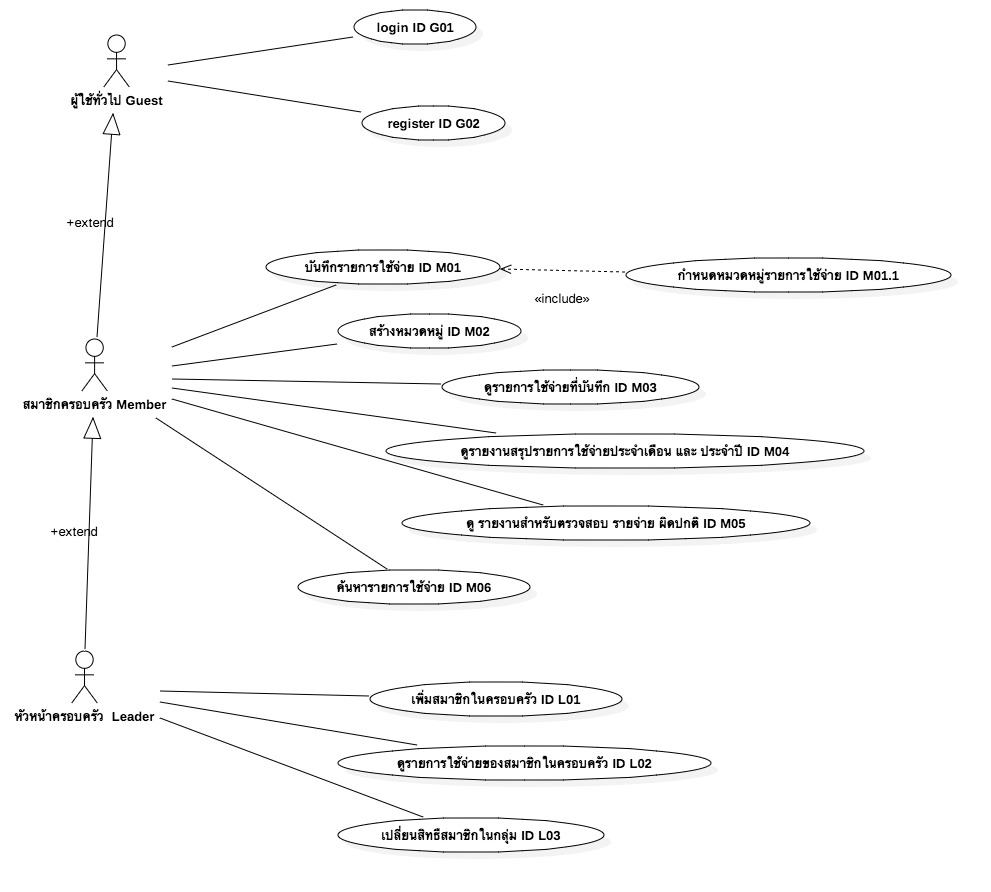 login ID G01
ผู้ใช้ทั่วไป Guest
register ID G02
+extend
บันทึกรายการใช้จ่าย ID M01
กำหนดหมวดหมู่รายการใช้จ่าย ID M01.1
«include»
สร้างหมวดหมู่ ID M02
ดูรายการใช้จ่ายที่บันทึก ID M03
สมาชิกครอบครัว Member
ดูรายงานสรุปรายการใช้จ่ายประจำเดือน และ ประจำปี ID M04
ดู รายงานสำหรับตรวจสอบ รายจ่าย ผิดปกติ ID M05
+extend
ค้นหารายการใช้จ่าย ID M06
เพิ่มสมาชิกในครอบครัว ID L01
หัวหน้าครอบครัว  Leader
ดูรายการใช้จ่ายของสมาชิกในครอบครัว ID L02
เปลี่ยนสิทธิสมาชิกในกลุ่ม ID L03